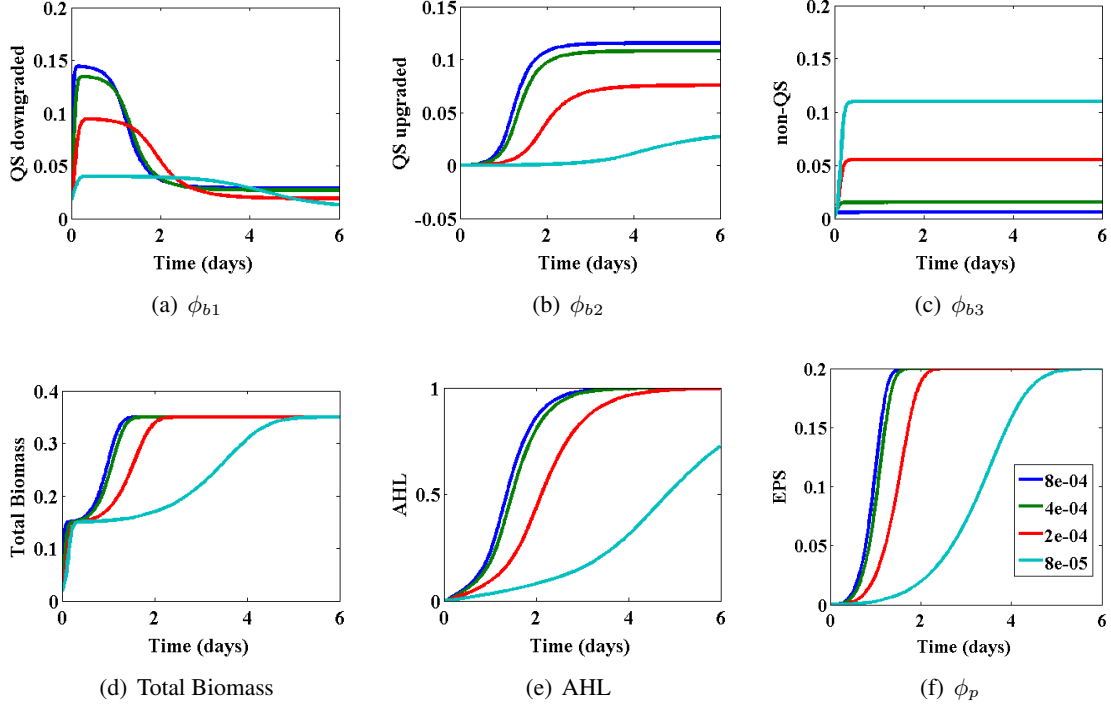 0.2
0.15
0.1
0.05
0
QS downgraded
0 2 4 6
Time (days)
(a) ϕb1
0.2
0.15
0.1
0.05
0
-0.05
QS upgraded
0 2 4 6
Time (days)
(b) ϕb2
0.2
0.15
0.1
0.05
0
non-QS
0 2 4 6
Time (days)
(c) ϕb3
0.4
0.3
0.2
0.1
0
Total Biomass
0 2 4 6
Time (days)
(d) Total Biomass
1
0.5
0
AHL
0 2 4 6
Time (days)
(e) AHL
0.2
0.15
0.1
0.05
0
EPS
8e-04
4e-04
2e-04
8e-05
0 2 4 6
Time (days)
(f) ϕp